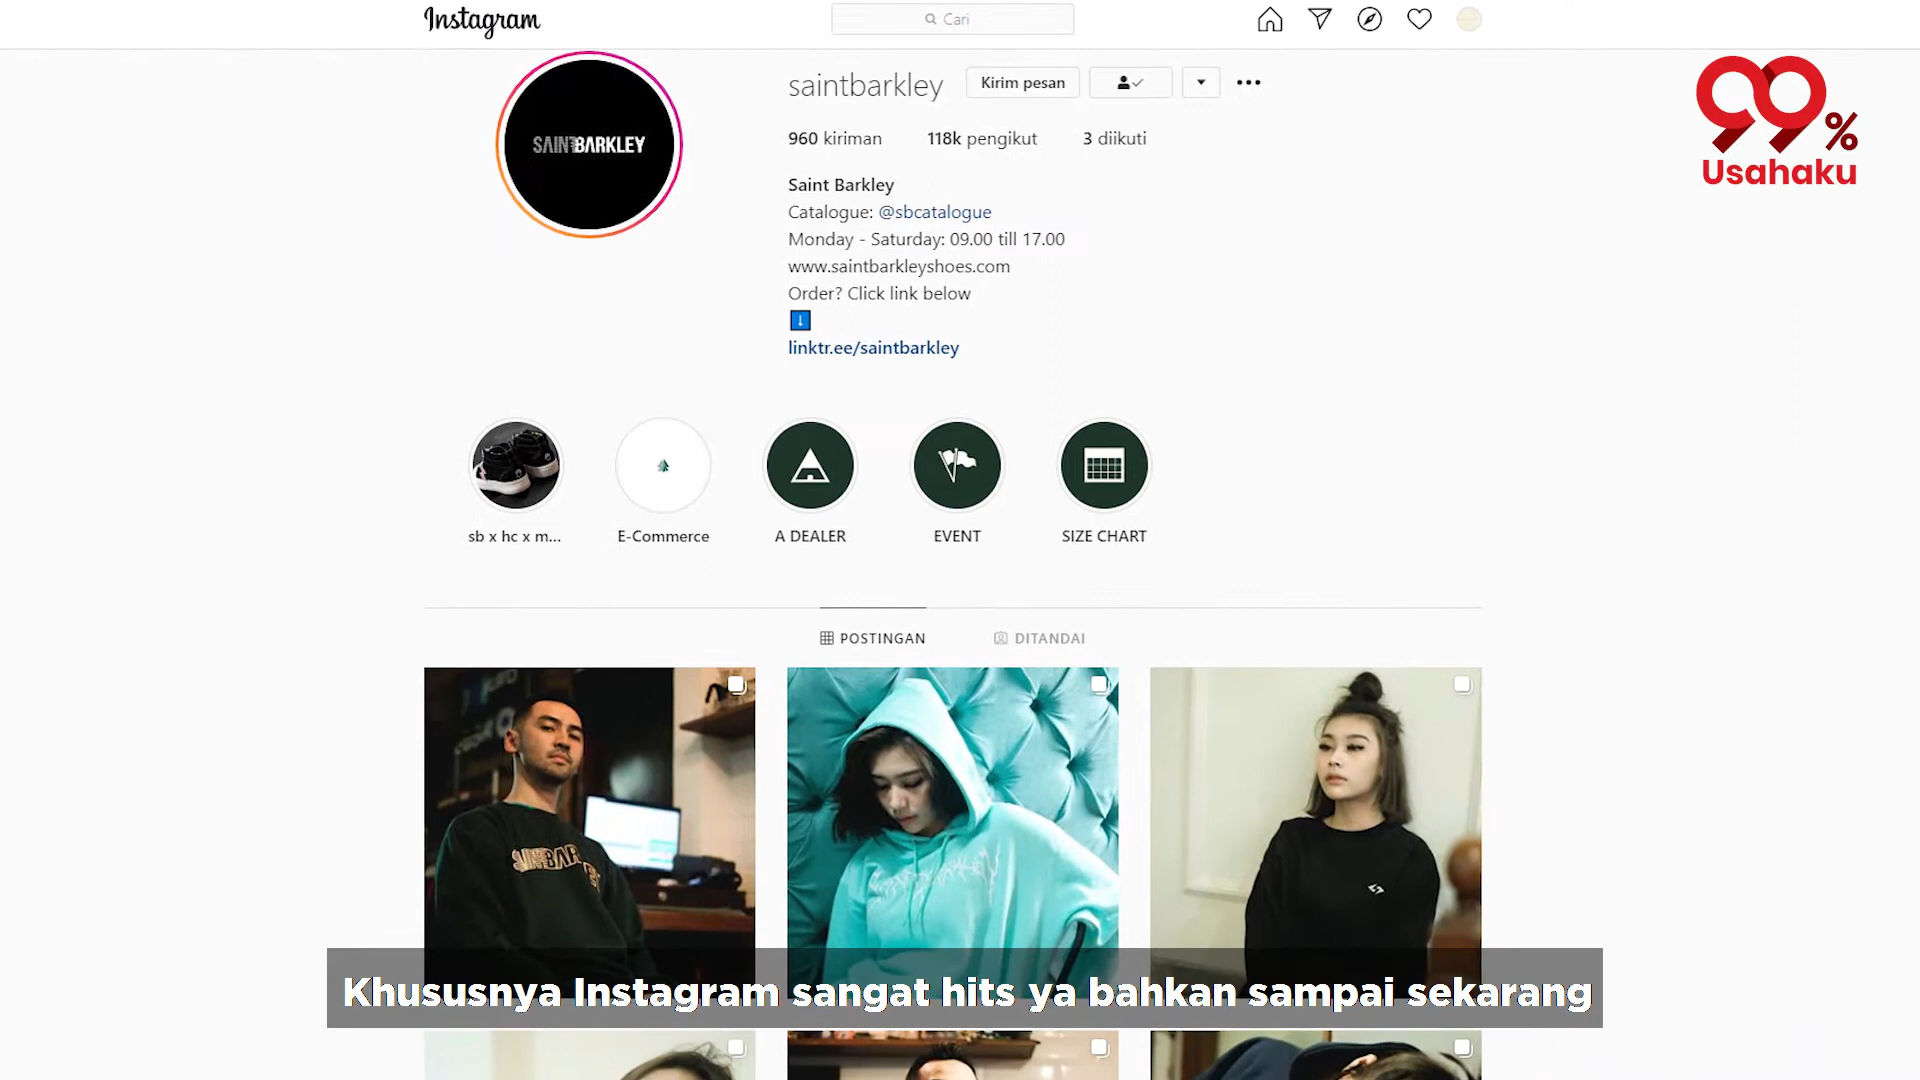 Instagram
Cari
99%
Usahaku
SAINTBARKLEY
saintbarkley
Kirim pesan
960 kiriman
118k pengikut
3 diikuti
Saint Barkley
Catalogue: @sbcatalogue
Monday - Saturday: 09.00 till 17.00
www.saintbarkleyshoes.com
Order? Click link below
linktr.ee/saintbarkley
sb x hc x m...
E-Commerce
A DEALER
EVENT
SIZE CHART
POSTINGAN
DITANDAI
Khususnya Instagram sangat hits ya bahkan sampai sekarang